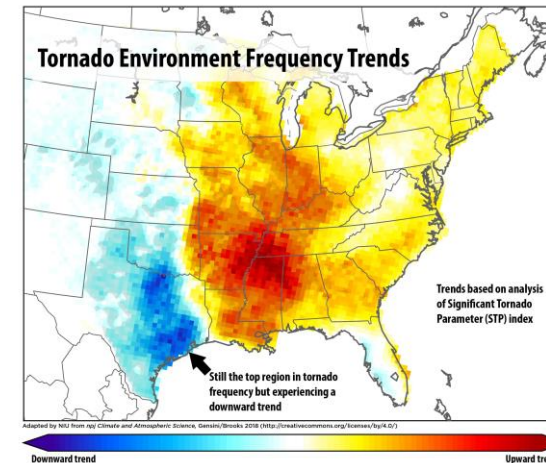 Tornado Environment Frequency Trends
Trends based on analysis
of Significant Tornado
Parameter (STP) index
Still the top region in tornado
frequency but experiencing a
downward trend
Adapted by NIU from npj Climate and Atmospheric Science, Gensini/Brooks 2018 (http://creativecommons.org/licenses/by/4.0/)
Downward trend
Upward tre